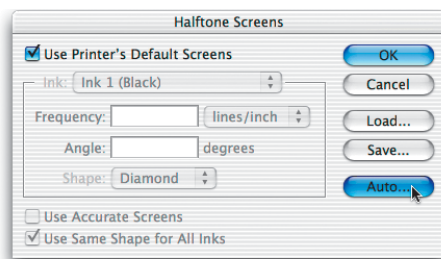 Halftone Screens
Use Printer's Default Screens
OK
Ink: Ink 1 (Black)
Cancel
Frequency: lines/inch
Load...
Angle: degrees
Save...
Shape: Diamond
Auto...
Use Accurate Screens
Use Same Shape for All Inks